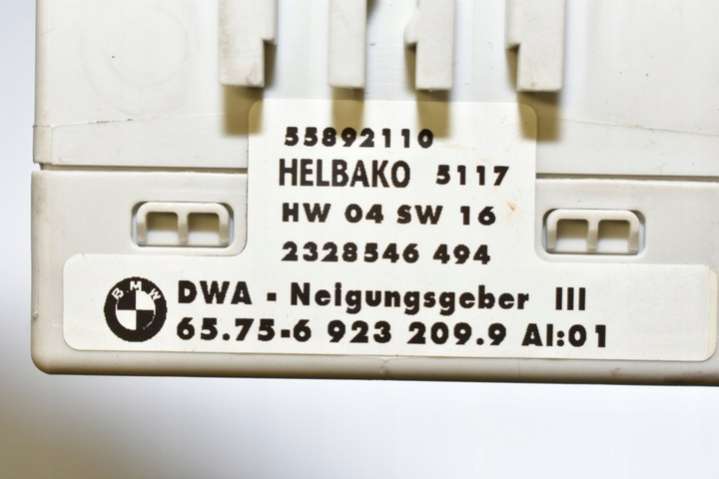 55892110
HELBAKO 5117
HW 04 SW 16
2328546 494
BMW
DWA - Neigungsgeber III
65.75-6 923 209.9 AI:01